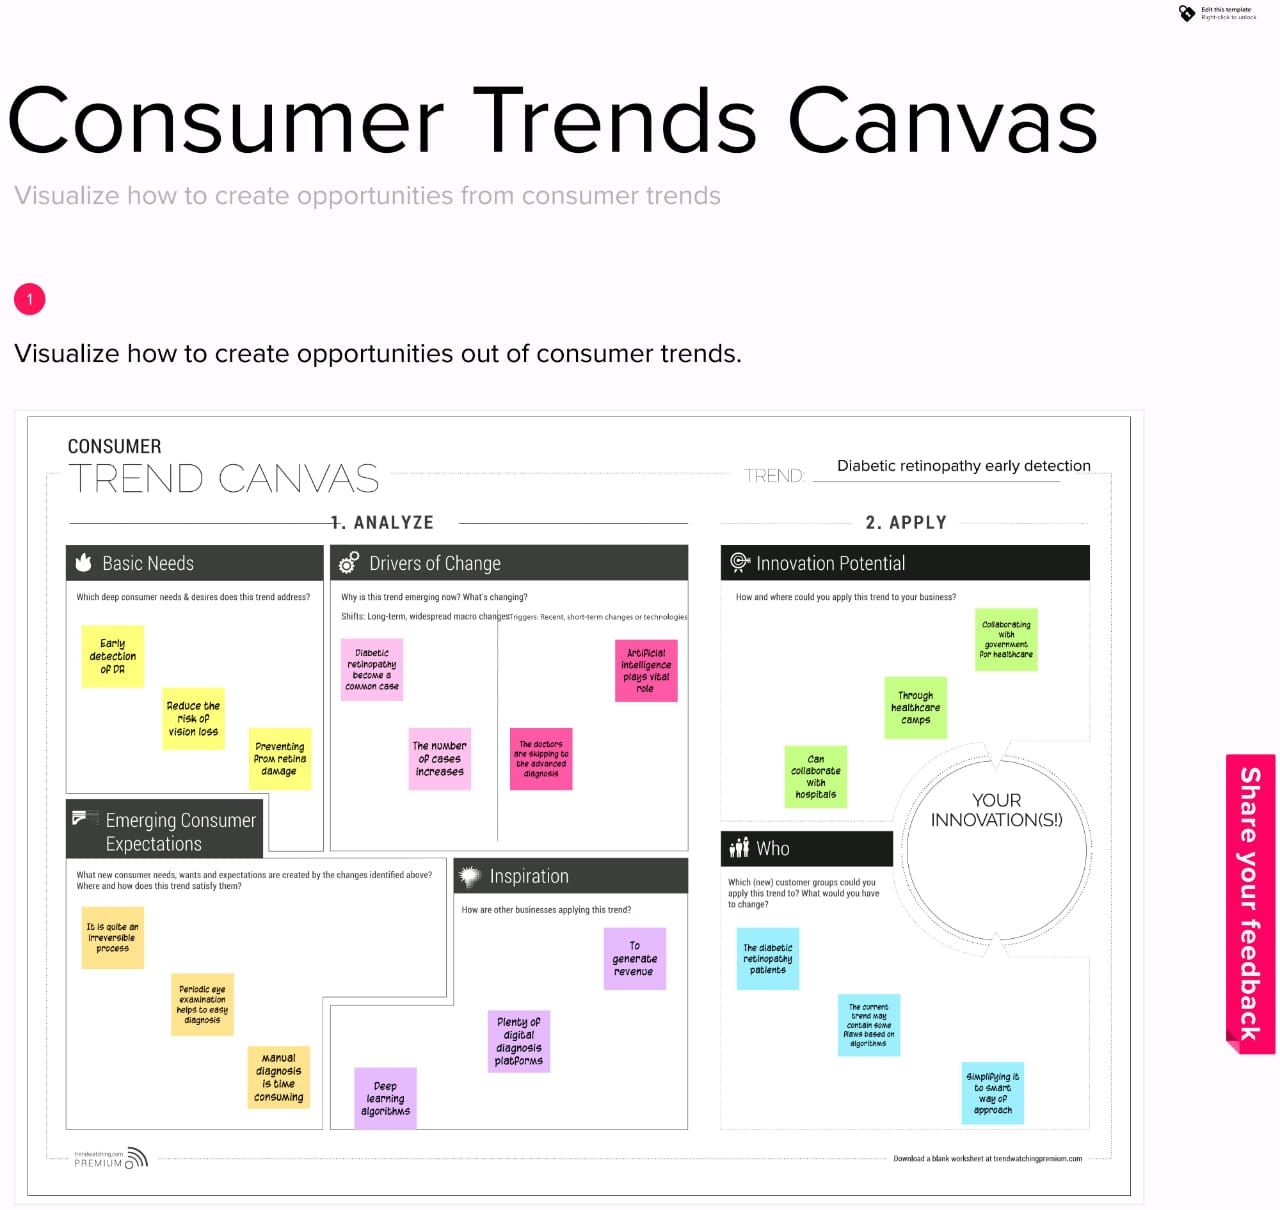 Edit this template
Right-click to unlock
Consumer Trends Canvas
Visualize how to create opportunities from consumer trends
1
Visualize how to create opportunities out of consumer trends.
CONSUMER
TREND CANVAS
TREND:
Diabetic retinopathy early detection
1. ANALYZE
2. APPLY
Basic Needs
Which deep consumer needs & desires does this trend address?
Early
detection
of DR
Reduce the
risk of
vision loss
Preventing
from retina
damage
Drivers of Change
Why is this trend emerging now? What's changing?
Shifts: Long-term, widespread macro changes
Triggers: Recent, short-term changes or technologies
Diabetic
retinopathy
become a
common case
The number
of cases
increases
Artificial
intelligence
plays vital
role
The doctors
are skipping to
the advanced
diagnosis
Emerging Consumer
Expectations
What new consumer needs, wants and expectations are created by the changes identified above?
Where and how does this trend satisfy them?
It is quite an
irreversible
process
Periodic eye
examination
helps to easy
diagnosis
manual
diagnosis
is time
consuming
Inspiration
How are other businesses applying this trend?
To
generate
revenue
Plenty of
digital
diagnosis
platforms
Deep
learning
algorithms
Innovation Potential
How and where could you apply this trend to your business?
Collaborating
with
government
for healthcare
Through
healthcare
camps
Can
collaborate
with
hospitals
YOUR
INNOVATION(S!)
Who
Which (new) customer groups could you
apply this trend to? What would you have
to change?
The diabetic
retinopathy
patients
The current
trend may
contain some
flaws based on
algorithms
Simplifying it
to smart
way of
approach
trendwatching.com
PREMIUM
Download a blank worksheet at trendwatchingpremium.com
Share your feedback